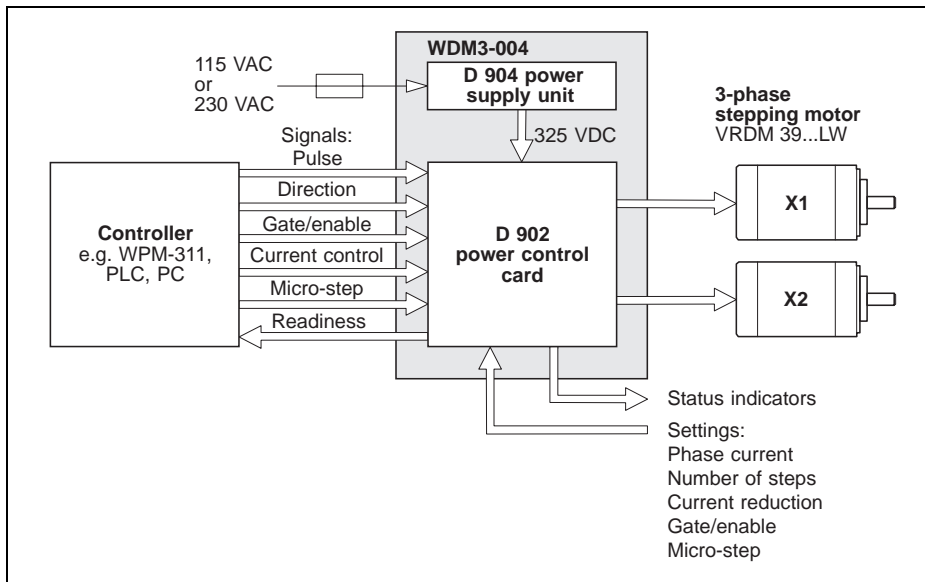 WDM3-004
115 VAC
or
230 VAC
D 904 power
supply unit
325 VDC
3-phase
stepping motor
VRDM 39...LW
Signals:
Pulse
Direction
Gate/enable
Current control
Micro-step
Readiness
Controller
e.g. WPM-311,
PLC, PC
D 902
power control
card
X1
X2
Status indicators
Settings:
Phase current
Number of steps
Current reduction
Gate/enable
Micro-step